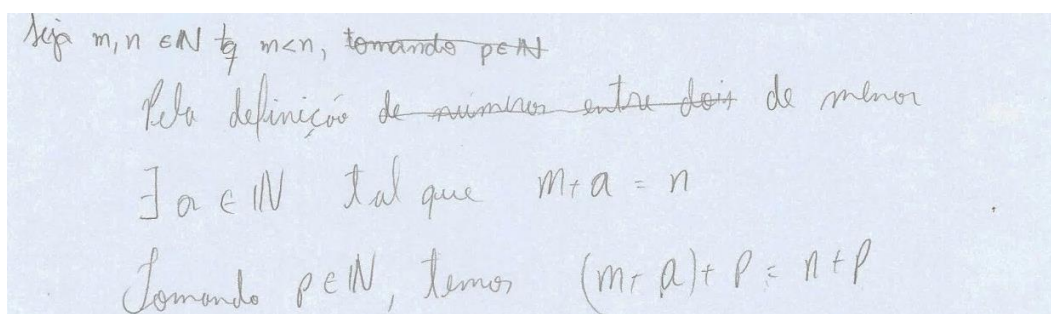 Seja m, n ∈ ℕ tq m<n, tomando p∈ℕ
Pela definição de números entre dois de menor
∃ a ∈ ℕ tal que m+a = n
Tomando p∈ℕ, temos (m+a)+p = n+p